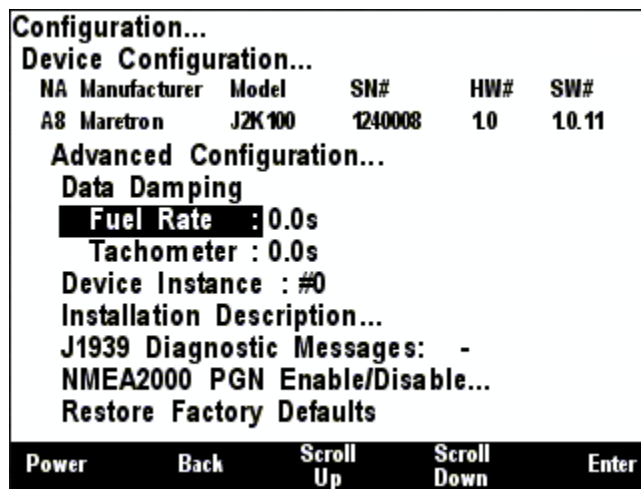 Configuration...
Device Configuration...
NA Manufacturer Model SN# HW# SW#
A8 Maretron J2K100 1240008 1.0 1.0.11
Advanced Configuration...
Data Damping
Fuel Rate : 0.0s
Tachometer : 0.0s
Device Instance : #0
Installation Description...
J1939 Diagnostic Messages: -
NMEA2000 PGN Enable/Disable...
Restore Factory Defaults
Power Back Scroll Up Scroll Down Enter